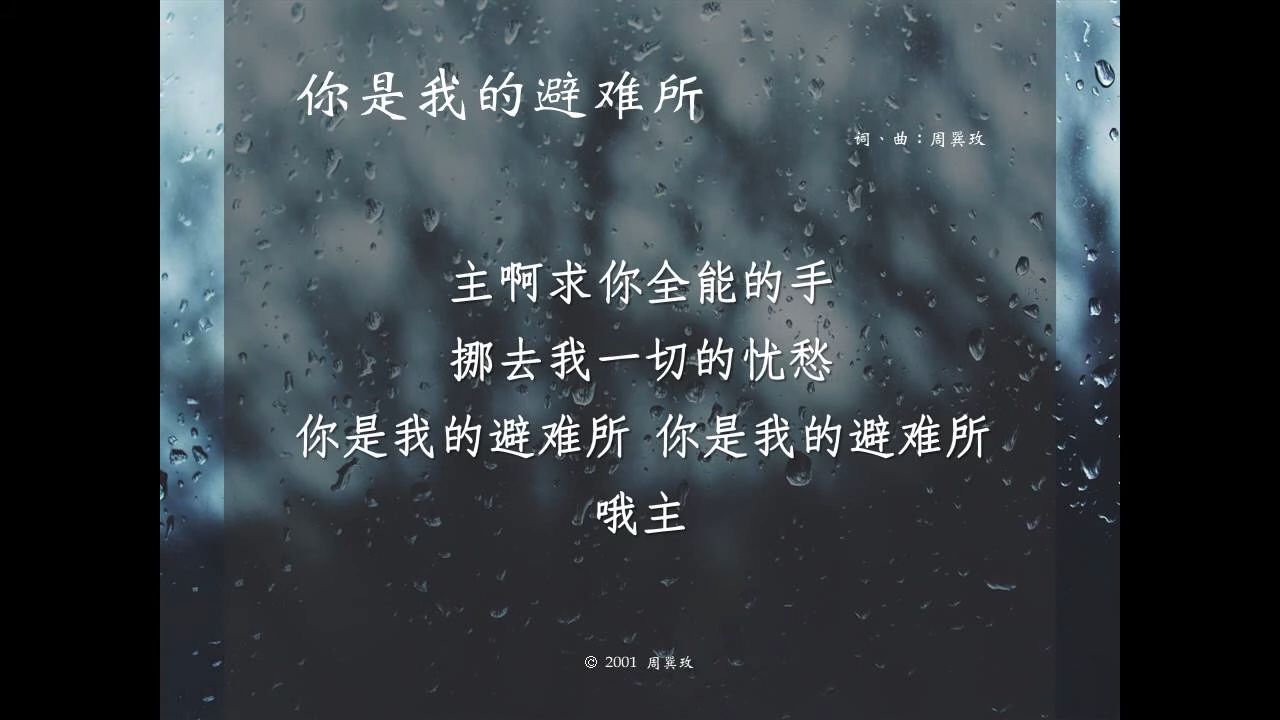 你是我的避难所
词、曲：周巽玫
主啊求你全能的手
挪去我一切的忧愁
你是我的避难所 你是我的避难所
哦主
© 2001 周巽玫